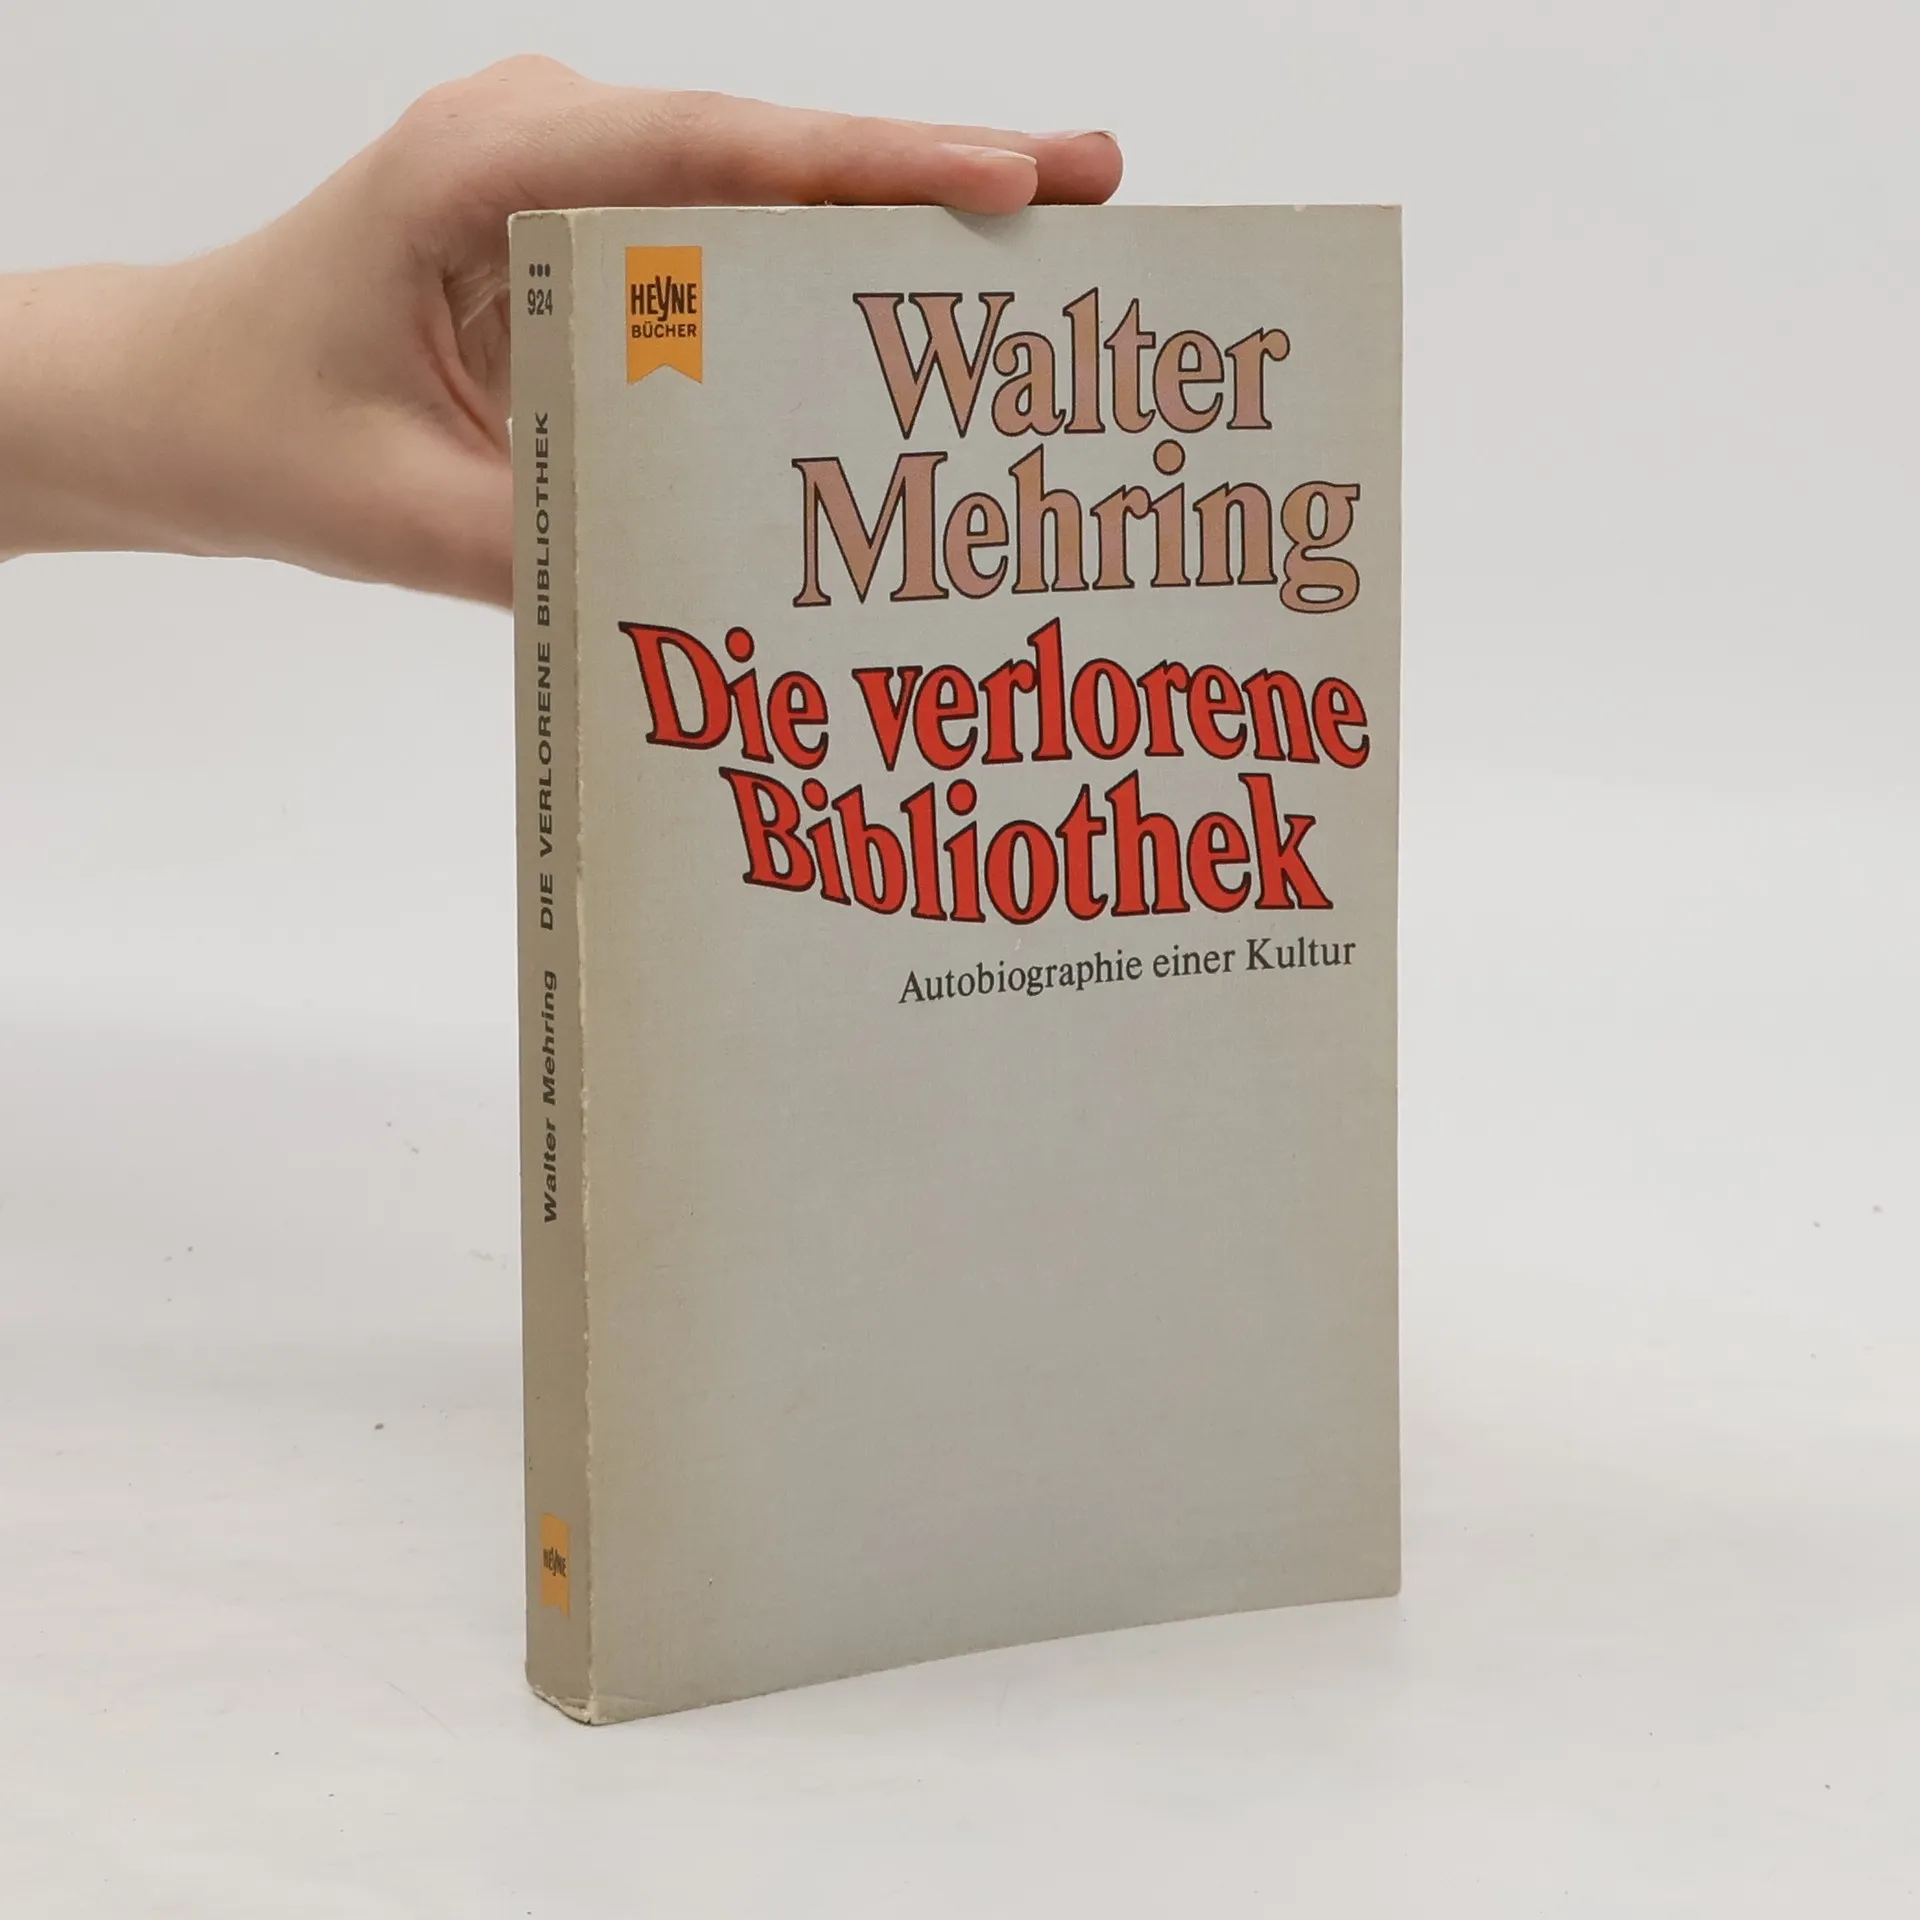 HEYNE
BÜCHER
Walter
Mehring
Die verlorene
Bibliothek
Autobiographie einer Kultur
924
Walter Mehring DIE VERLORENE BIBLIOTHEK
HEYNE